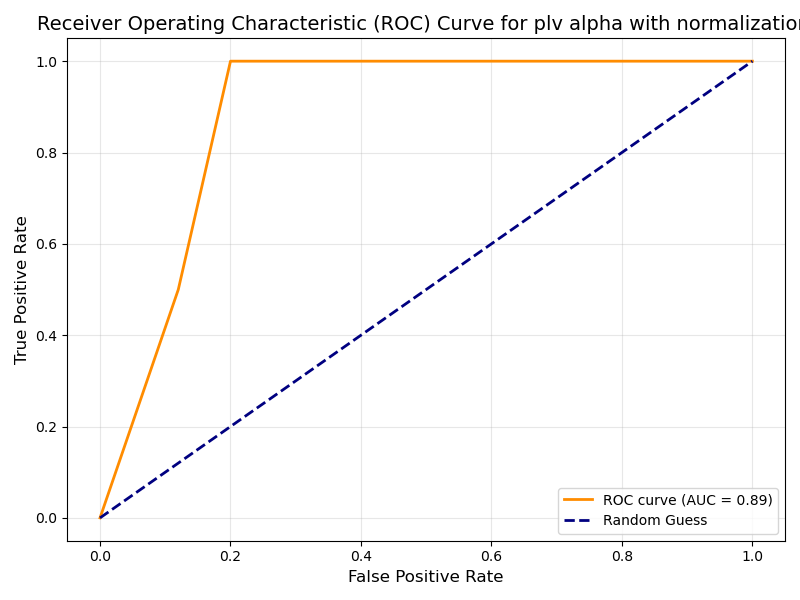 Receiver Operating Characteristic (ROC) Curve for plv alpha with normalization
True Positive Rate
1.0
0.8
0.6
0.4
0.2
0.0
0.0 0.2 0.4 0.6 0.8 1.0
False Positive Rate
ROC curve (AUC = 0.89)
Random Guess